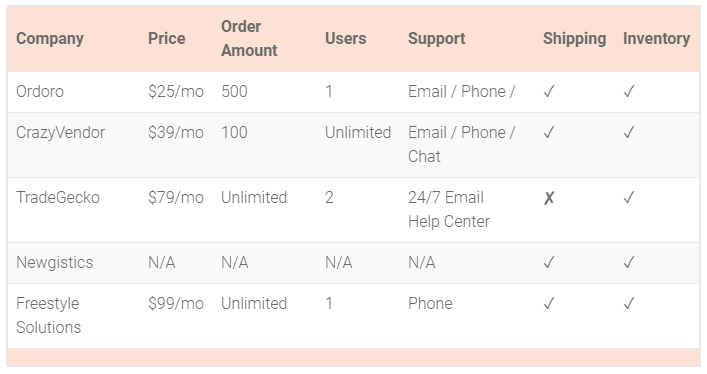 Company Price Order Amount Users Support Shipping Inventory
Ordoro $25/mo 500 1 Email / Phone / ✓ ✓
CrazyVendor $39/mo 100 Unlimited Email / Phone / Chat ✓ ✓
TradeGecko $79/mo Unlimited 2 24/7 Email Help Center ✗ ✓
Newgistics N/A N/A N/A N/A ✓ ✓
Freestyle Solutions $99/mo Unlimited 1 Phone ✓ ✓